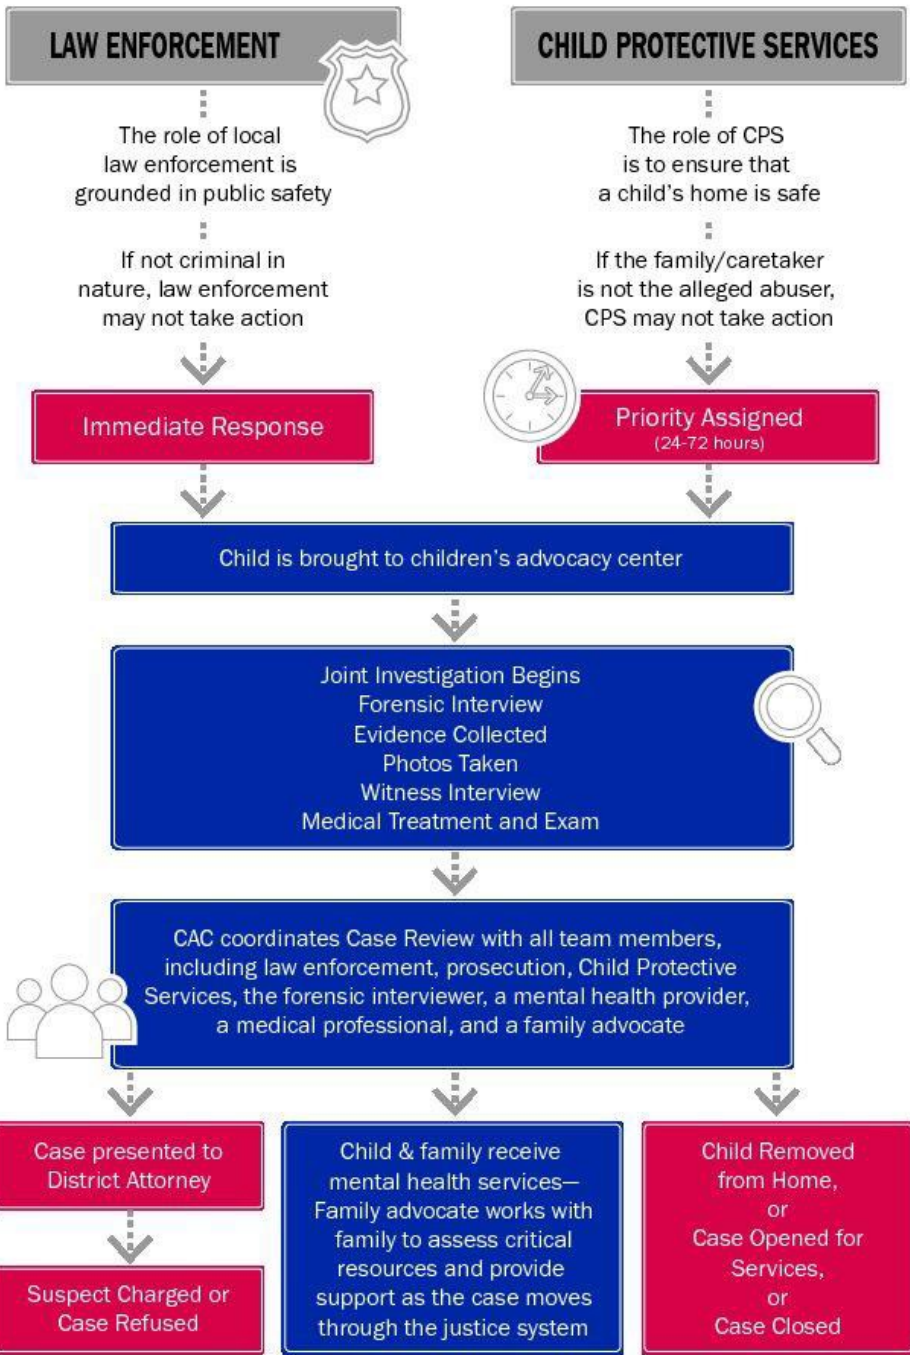 LAW ENFORCEMENT
The role of local
law enforcement is
grounded in public safety
If not criminal in
nature, law enforcement
may not take action
Immediate Response
CHILD PROTECTIVE SERVICES
The role of CPS
is to ensure that
a child's home is safe
If the family/caretaker
is not the alleged abuser,
CPS may not take action
Priority Assigned
(24-72 hours)
Child is brought to children's advocacy center
Joint Investigation Begins
Forensic Interview
Evidence Collected
Photos Taken
Witness Interview
Medical Treatment and Exam
CAC coordinates Case Review with all team members,
including law enforcement, prosecution, Child Protective
Services, the forensic interviewer, a mental health provider,
a medical professional, and a family advocate
Case presented to
District Attorney
Suspect Charged or
Case Refused
Child & family receive
mental health services—
Family advocate works with
family to assess critical
resources and provide
support as the case moves
through the justice system
Child Removed
from Home,
or
Case Opened for
Services,
or
Case Closed